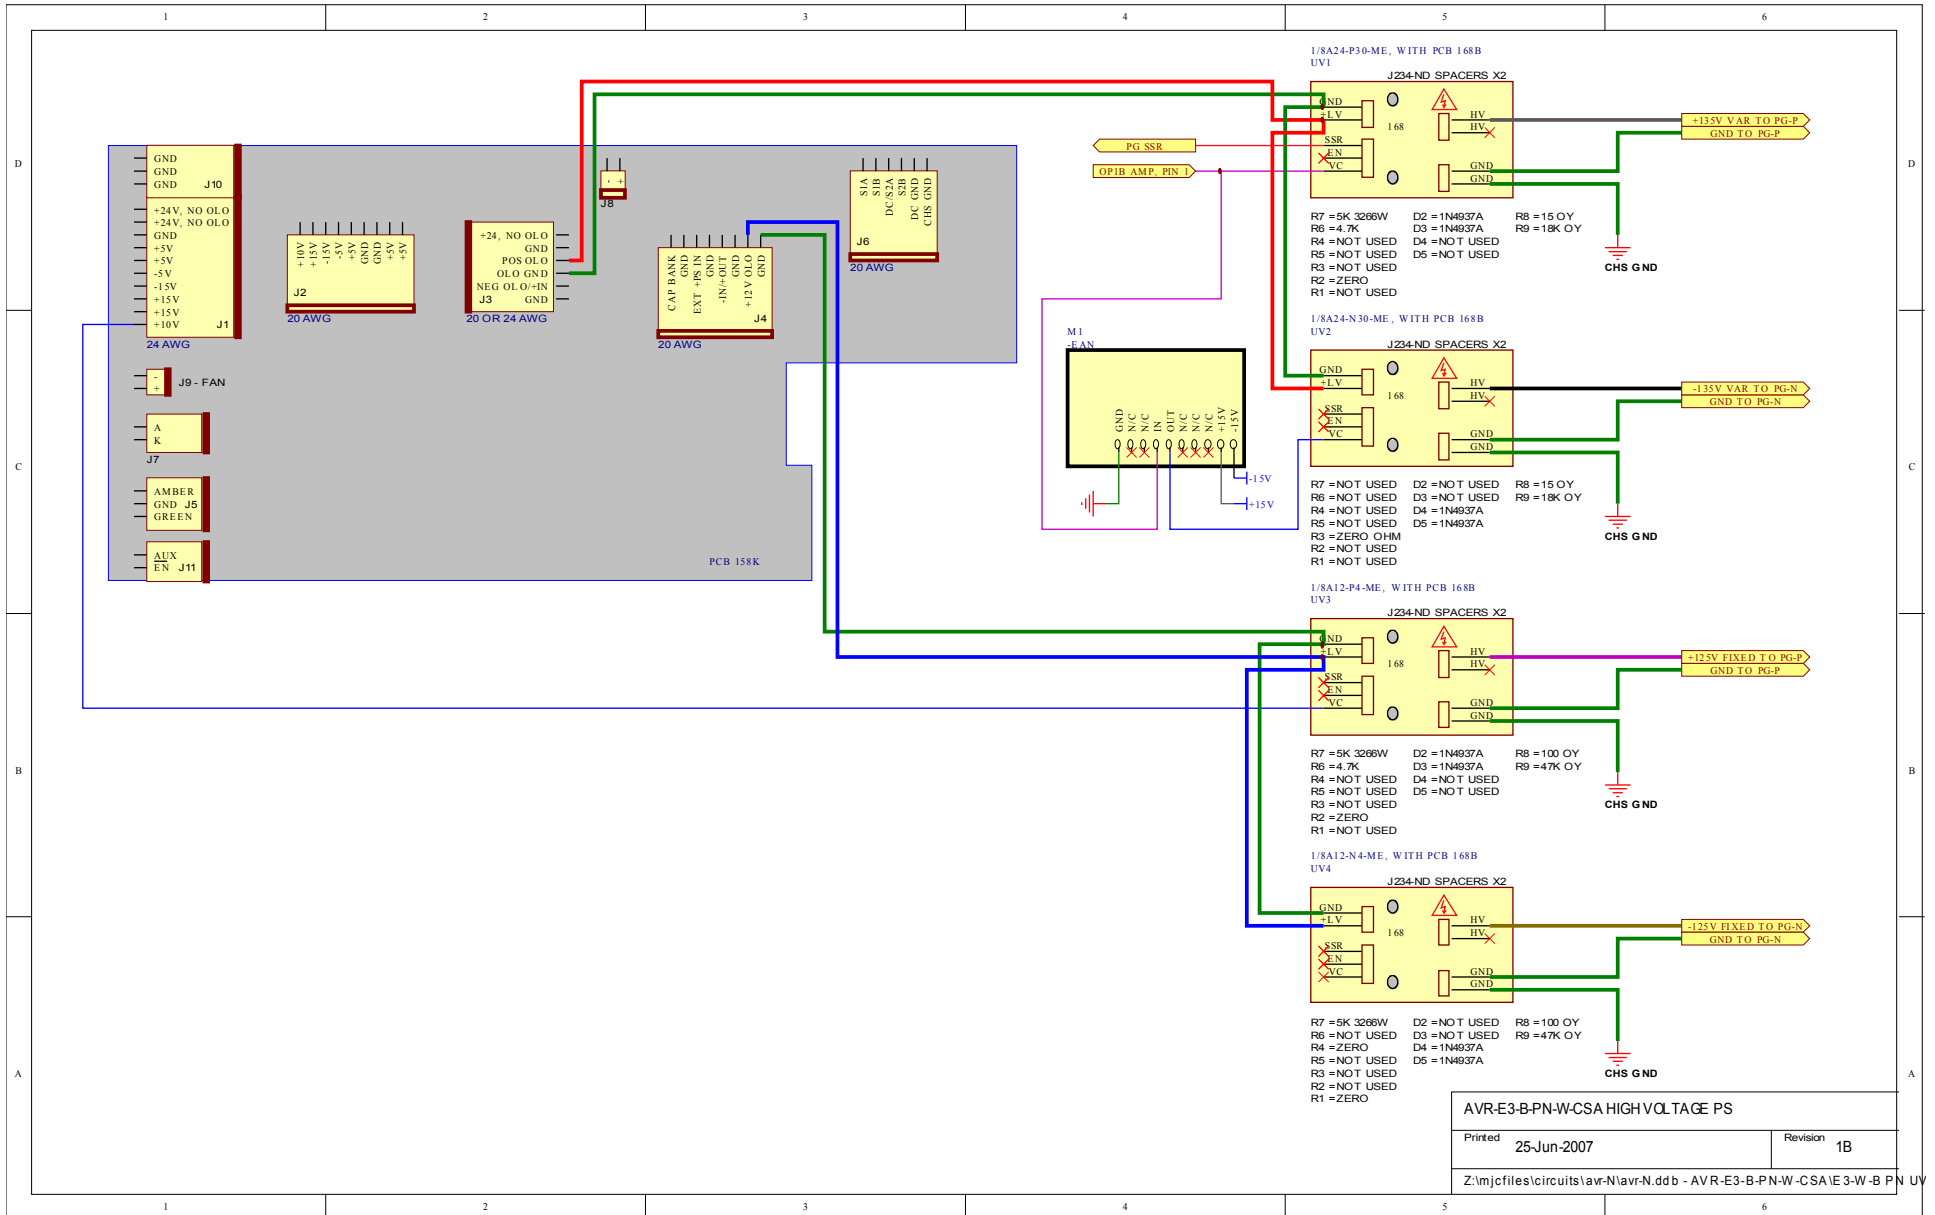 1 2 3 4 5 6
D
C
B
A
GND
GND
GND
J10
+24V, NO OLO
+24V, NO OLO
GND
+5V
+5V
-5V
-15V
+15V
+15V
+10V
J1
24 AWG
J9 - FAN
-
+
A
K
J7
AMBER
GND J5
GREEN
AUX
EN J11
+10V
+15V
-15V
-5V
+5V
GND
GND
+5V
+5V
J2
20 AWG
+24, NO OLO
GND
POS OLO
OLO GND
NEG OLO/+IN
GND
J3
20 OR 24 AWG
- +
J8
CAP BANK
GND
EXT +PS IN
GND
-IN/+OUT
GND
+12V OLO
GND
J4
20 AWG
S1A
S1B
DC/S2A
S2B
DC GND
CHS GND
J6
20 AWG
PCB 158K
PG SSR
OP1B AMP, PIN 1
M1
-EAN
GND
N/C
N/C
IN
OUT
N/C
N/C
N/C
+15V
-15V
-15V
+15V
1/8A24-P30-ME, WITH PCB 168B
UV1
J234-ND SPACERS X2
GND
+LV
168
SSR
EN
VC
HV
HV
GND
GND
+135V VAR TO PG-P
GND TO PG-P
CHS GND
R7 =5K 3266W D2 =1N4937A R8 =15 OY
R6 =4.7K D3 =1N4937A R9 =18K OY
R4 =NOT USED D4 =NOT USED
R5 =NOT USED D5 =NOT USED
R3 =NOT USED
R2 =ZERO
R1 =NOT USED
1/8A24-N30-ME, WITH PCB 168B
UV2
J234-ND SPACERS X2
GND
+LV
168
SSR
EN
VC
HV
HV
GND
GND
-135V VAR TO PG-N
GND TO PG-N
CHS GND
R7 =NOT USED D2 =NOT USED R8 =15 OY
R6 =NOT USED D3 =NOT USED R9 =18K OY
R4 =NOT USED D4 =1N4937A
R5 =NOT USED D5 =1N4937A
R3 =ZERO OHM
R2 =NOT USED
R1 =NOT USED
1/8A12-P4-ME, WITH PCB 168B
UV3
J234-ND SPACERS X2
GND
+LV
168
SSR
EN
VC
HV
HV
GND
GND
+125V FIXED TO PG-P
GND TO PG-P
CHS GND
R7 =5K 3266W D2 =1N4937A R8 =100 OY
R6 =4.7K D3 =1N4937A R9 =47K OY
R4 =NOT USED D4 =NOT USED
R5 =NOT USED D5 =NOT USED
R3 =NOT USED
R2 =ZERO
R1 =NOT USED
1/8A12-N4-ME, WITH PCB 168B
UV4
J234-ND SPACERS X2
GND
+LV
168
SSR
EN
VC
HV
HV
GND
GND
-125V FIXED TO PG-N
GND TO PG-N
CHS GND
R7 =5K 3266W D2 =NOT USED R8 =100 OY
R6 =NOT USED D3 =NOT USED R9 =47K OY
R4 =ZERO D4 =1N4937A
R5 =NOT USED D5 =1N4937A
R3 =NOT USED
R2 =NOT USED
R1 =ZERO
D
C
B
A
AVR-E3-B-PN-W-CSA HIGH VOLTAGE PS
Printed 25-Jun-2007 Revision 1B
Z:\mjcfiles\circuits\avr-N\avr-N.ddb - AVR-E3-B-PN-W-CSA\E3-W-B PN UV
1 2 3 4 5 6